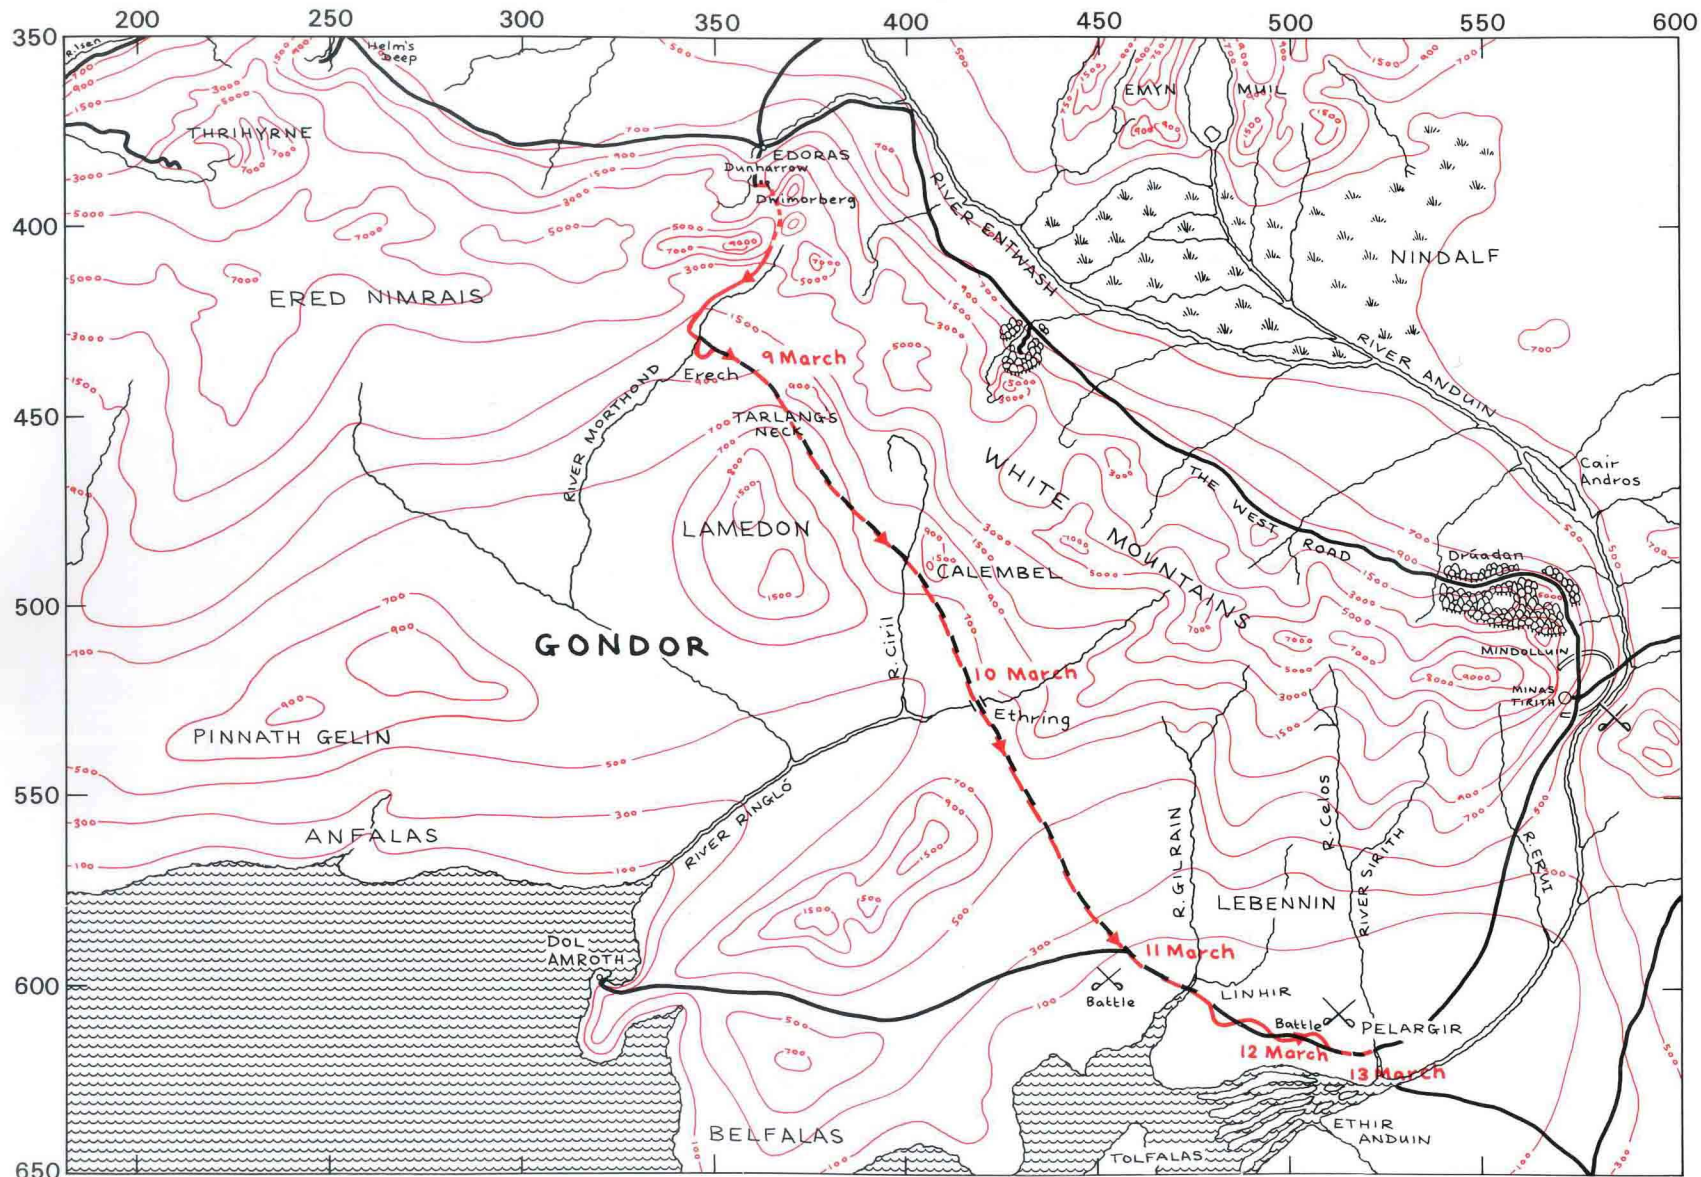 200 250 300 350 400 450 500 550 600
350
R. Isen
Helm's
Deep
EMYN MUIL
THRIHYRNE
EDORAS
Dunharrow
Dwimorberg
RIVER ENTWASH
400
NINDALF
ERED NIMRAIS
9 March
Erech
RIVER MORTHOND
RIVER ANDUIN
450
TARLANG'S
NECK
Cair
Andros
WHITE MOUNTAINS
THE WEST ROAD
LAMEDON
CALEMBEL
Drúadan
500
GONDOR
R. Ciril
MINDOLLUIN
10 March
MINAS
TIRITH
Ethring
PINNATH GELIN
550
RIVER RINGLÓ
R. GILRAIN
R. Celos
RIVER SIRITH
R. ERUI
ANFALAS
LEBENNIN
DOL
AMROTH
11 March
600
Battle
LINHIR
Battle
PELARGIR
12 March
13 March
BELFALAS
ETHIR
ANDUIN
TOLFALAS
650